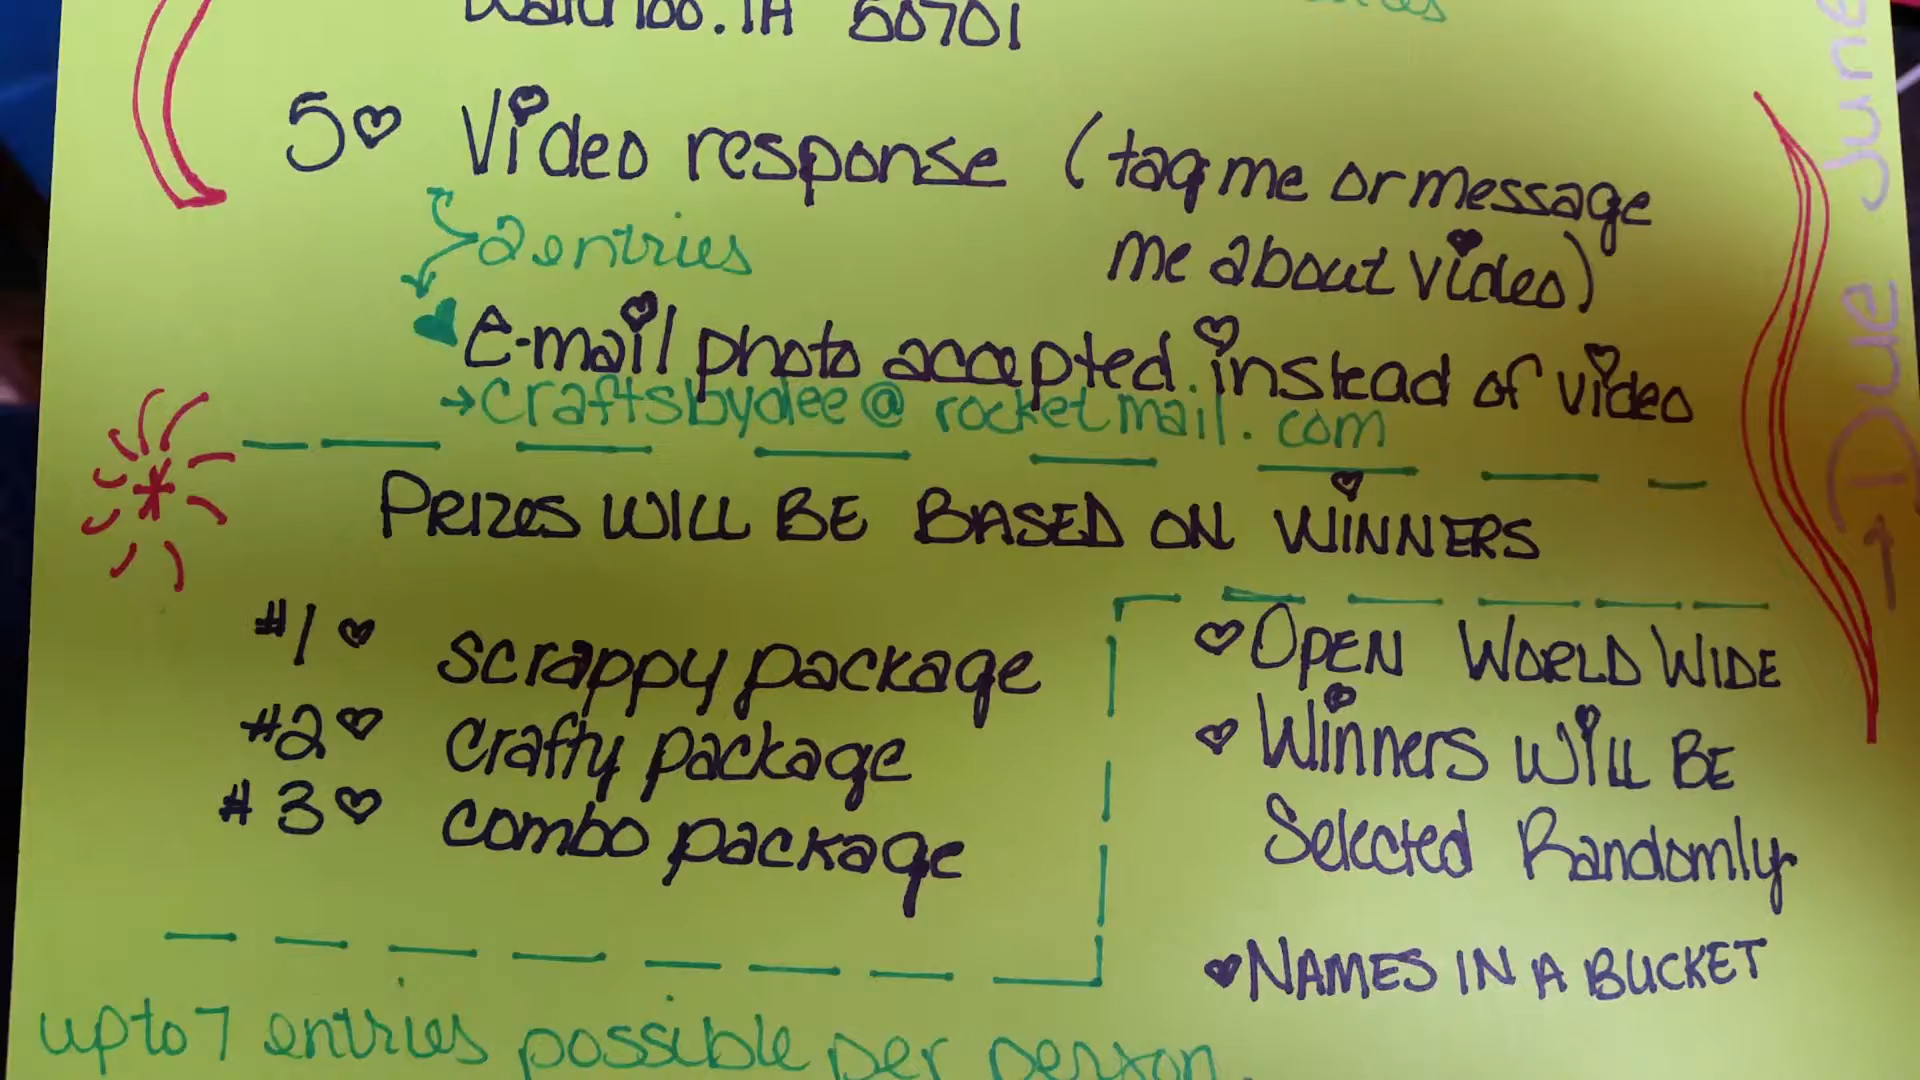 Waterloo, IA 50701
5 Video response (tag me or message
me about video)
2 entries
E-mail photo accepted instead of video
craftsbydee@rocketmail.com
PRIZES WILL BE BASED ON WINNERS
#1 scrappy package
#2 crafty package
#3 combo package
OPEN WORLD WIDE
Winners WILL BE
Selected Randomly
NAMES IN A BUCKET
up to 7 entries possible per person.
Due June